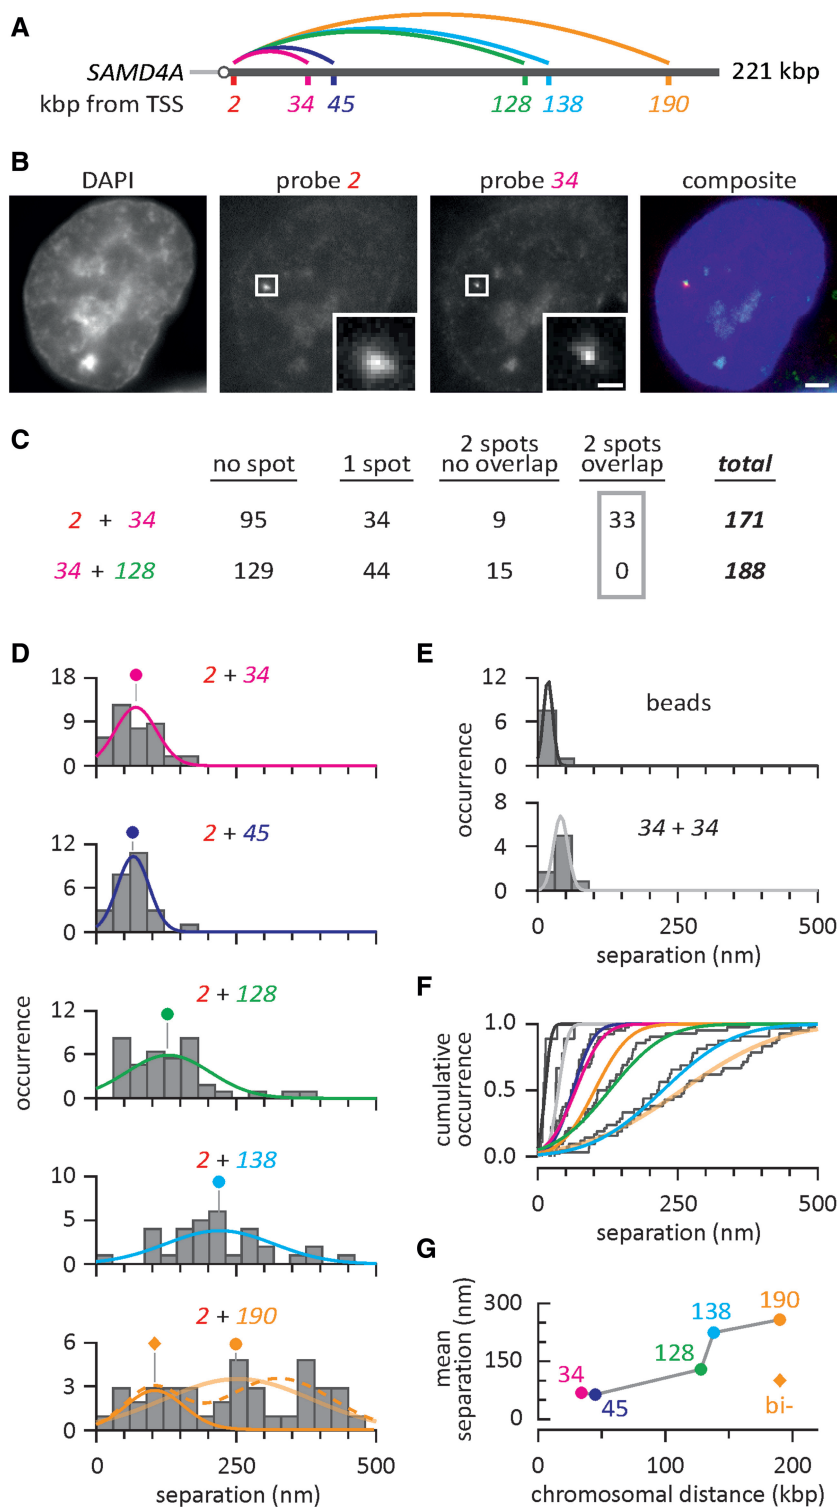 A
SAMD4A
221 kbp
kbp from TSS 2 34 45 128 138 190
B
DAPI probe 2 probe 34 composite
C
no spot 1 spot 2 spots no overlap 2 spots overlap total
2 + 34 95 34 9 33 171
34 + 128 129 44 15 0 188
D
occurrence
18
9
0
2 + 34
12
6
0
2 + 45
12
6
0
2 + 128
10
5
0
2 + 138
6
3
0
2 + 190
0 250 500
separation (nm)
E
occurrence
12
6
0
beads
8
4
0
34 + 34
0 250 500
separation (nm)
F
cumulative
occurrence
1.0
0.5
0.0
0 250 500
separation (nm)
G
mean
separation (nm)
300
150
0
34
45
128
138
190
bi-
0 100 200
chromosomal distance (kbp)